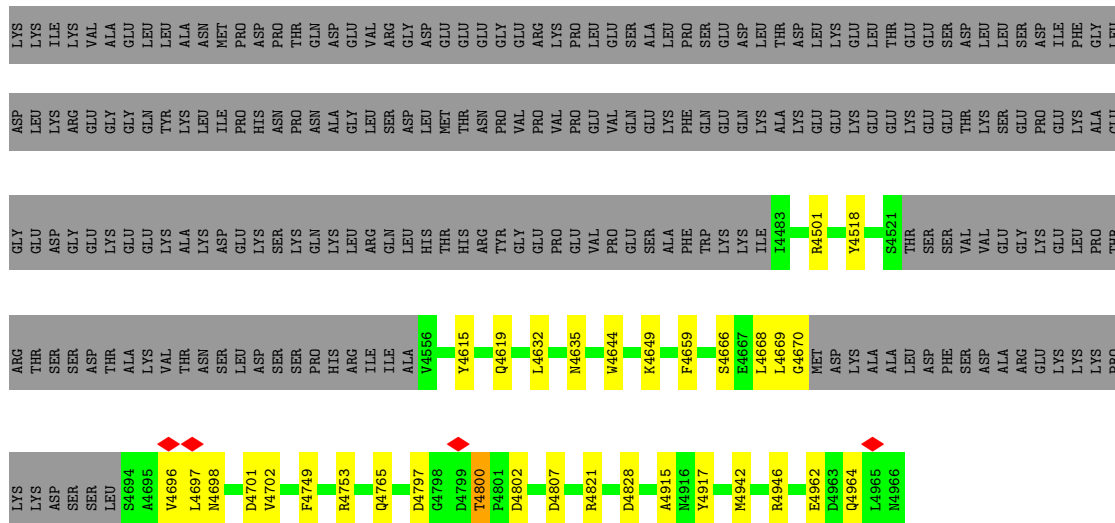 LYS LYS ILE LYS VAL ALA GLU LEU LEU ALA ASN MET PRO ASP PRO THR GLN ASP GLU VAL ARG GLY ASP GLU GLU GLU GLY GLU ARG LYS PRO LEU GLU SER ALA LEU PRO SER GLU ASP LEU THR ASP LEU LYS GLU LEU THR GLU GLU SER ASP LEU LEU SER ASP ILE PHE GLY LEU
ASP LEU LYS ARG GLU GLY GLY GLN TYR LYS LEU ILE PRO HIS ASN PRO ASN ALA GLY LEU SER ASP LEU MET THR ASN PRO VAL PRO VAL PRO GLU VAL GLN GLU LYS PHE GLN GLU GLN LYS ALA LYS GLU GLU LYS GLU GLU LYS GLU GLU THR LYS SER GLU PRO GLU LYS ALA GLU
GLY GLU ASP GLY GLU LYS GLU GLU LYS ALA LYS ASP GLU LYS SER LYS GLN LYS LEU ARG GLN LEU HIS THR HIS ARG TYR GLY GLU PRO GLU VAL PRO GLU SER ALA PHE TRP LYS LYS ILE I4483 R4501 Y4518 S4521 THR SER SER VAL VAL GLU GLY LYS GLU LEU PRO THR
ARG THR SER SER ASP THR ALA LYS VAL THR ASN SER LEU ASP SER SER PRO HIS ARG ILE ILE ALA V4556 Y4615 Q4619 L4632 N4635 W4644 K4649 F4659 S4666 E4667 L4668 L4669 G4670 MET ASP LYS ALA ALA LEU ASP PHE SER ASP ALA ARG GLU LYS LYS LYS PRO
LYS LYS ASP SER SER LEU S4694 A4695 V4696 L4697 N4698 D4701 V4702 F4749 R4753 Q4765 D4797 G4798 D4799 T4800 P4801 D4802 D4807 R4821 D4828 A4915 N4916 Y4917 M4942 R4946 E4962 D4963 Q4964 L4965 N4966